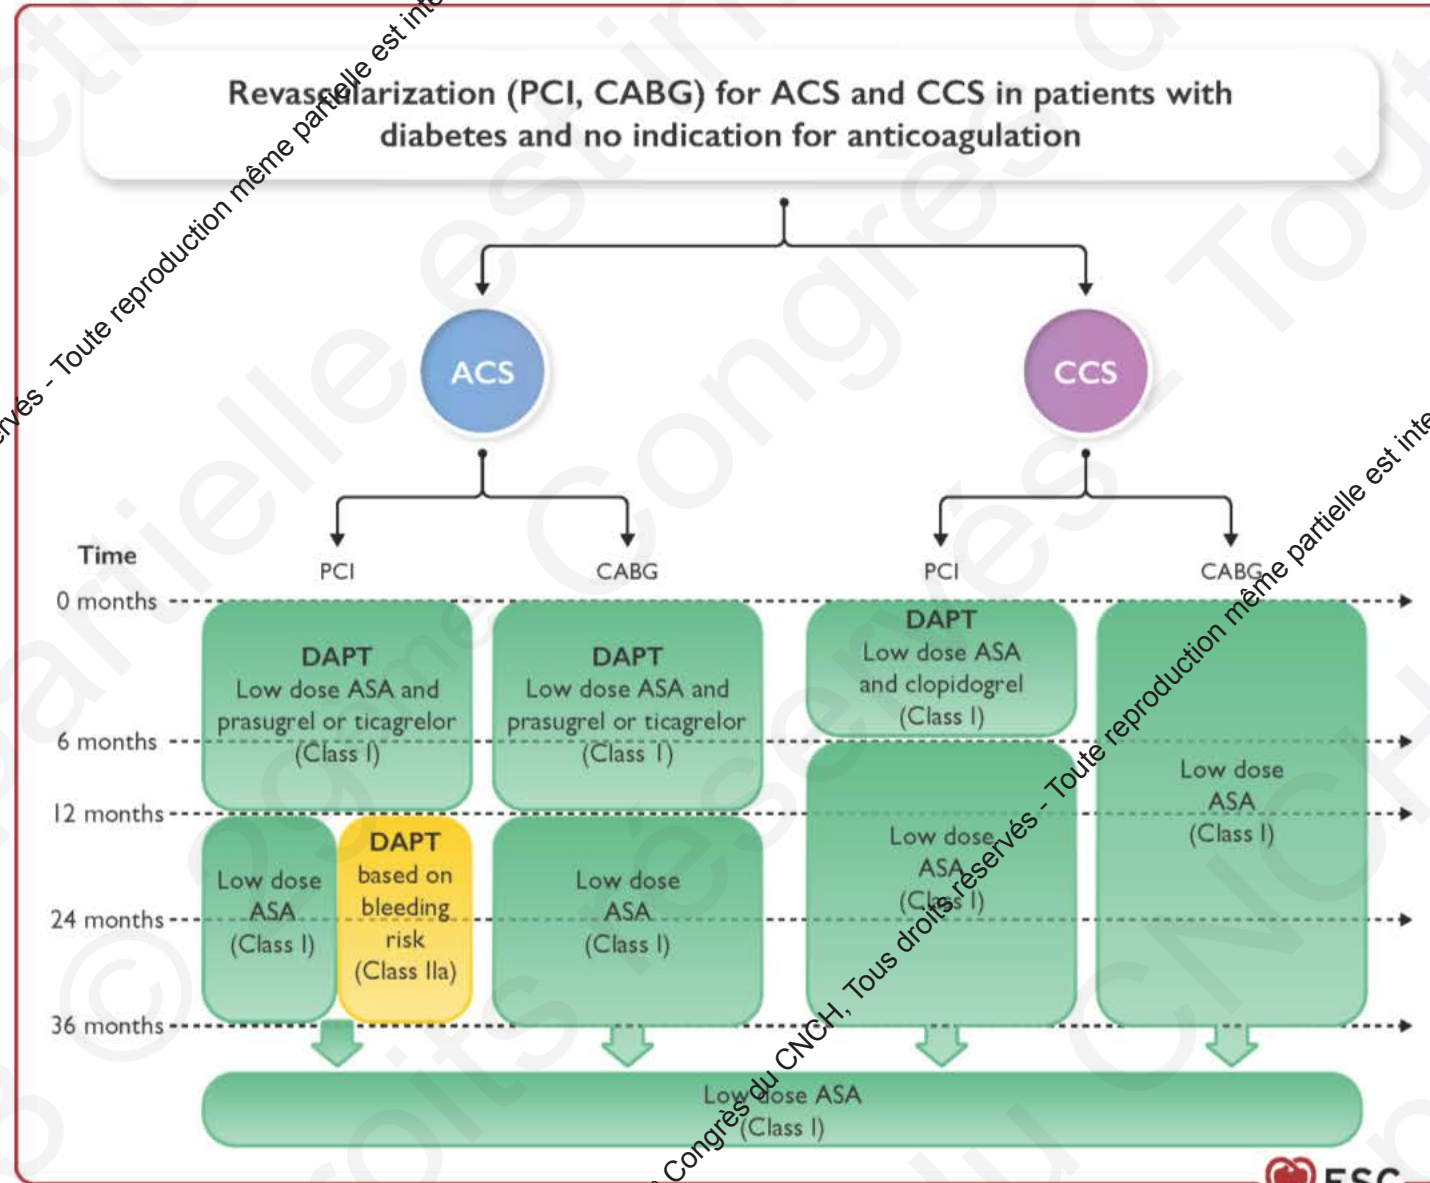 Revascularization (PCI, CABG) for ACS and CCS in patients with
diabetes and no indication for anticoagulation
ACS
CCS
Time
PCI
CABG
PCI
CABG
0 months
6 months
12 months
24 months
36 months
DAPT
Low dose ASA and
prasugrel or ticagrelor
(Class I)
DAPT
Low dose ASA and
prasugrel or ticagrelor
(Class I)
DAPT
Low dose ASA
and clopidogrel
(Class I)
Low dose
ASA
(Class I)
Low dose
ASA
(Class I)
DAPT
based on
bleeding
risk
(Class IIa)
Low dose
ASA
(Class I)
Low dose
ASA
(Class I)
Low dose ASA
(Class I)
ESC
Toute reproduction même partielle est
Congrès du CNCH, Tous droits réservés - Toute reproduction même partielle est